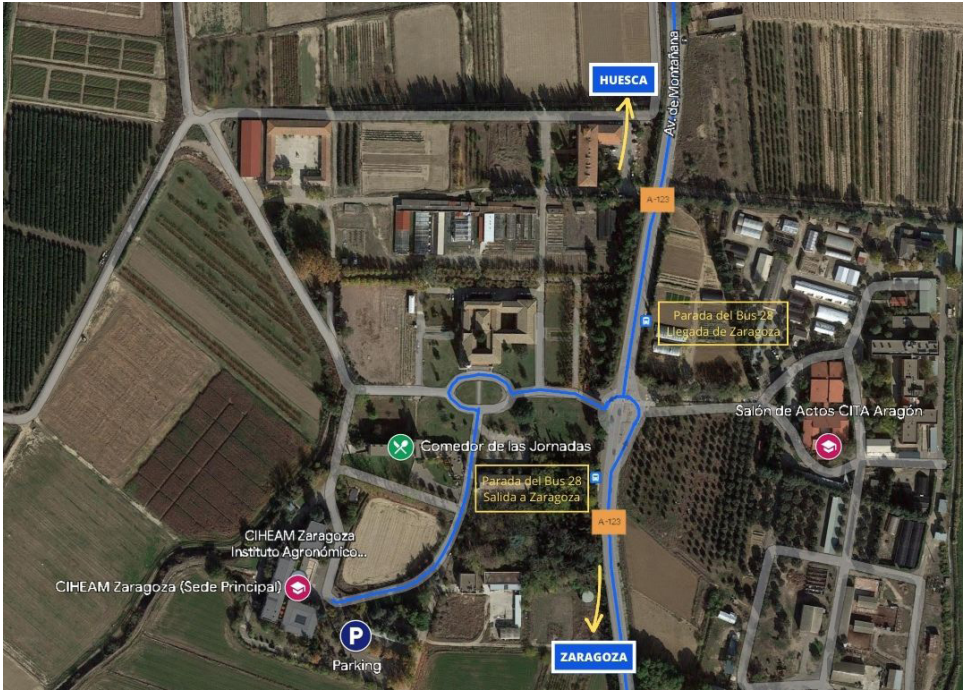 HUESCA
Av. de Montañana
A-123
Parada del Bus 28
Llegada de Zaragoza
Salón de Actos CITA Aragón
Comedor de las Jornadas
Parada del Bus 28
Salida a Zaragoza
A-123
CIHEAM Zaragoza
Instituto Agronómico...
CIHEAM Zaragoza (Sede Principal)
P
Parking
ZARAGOZA